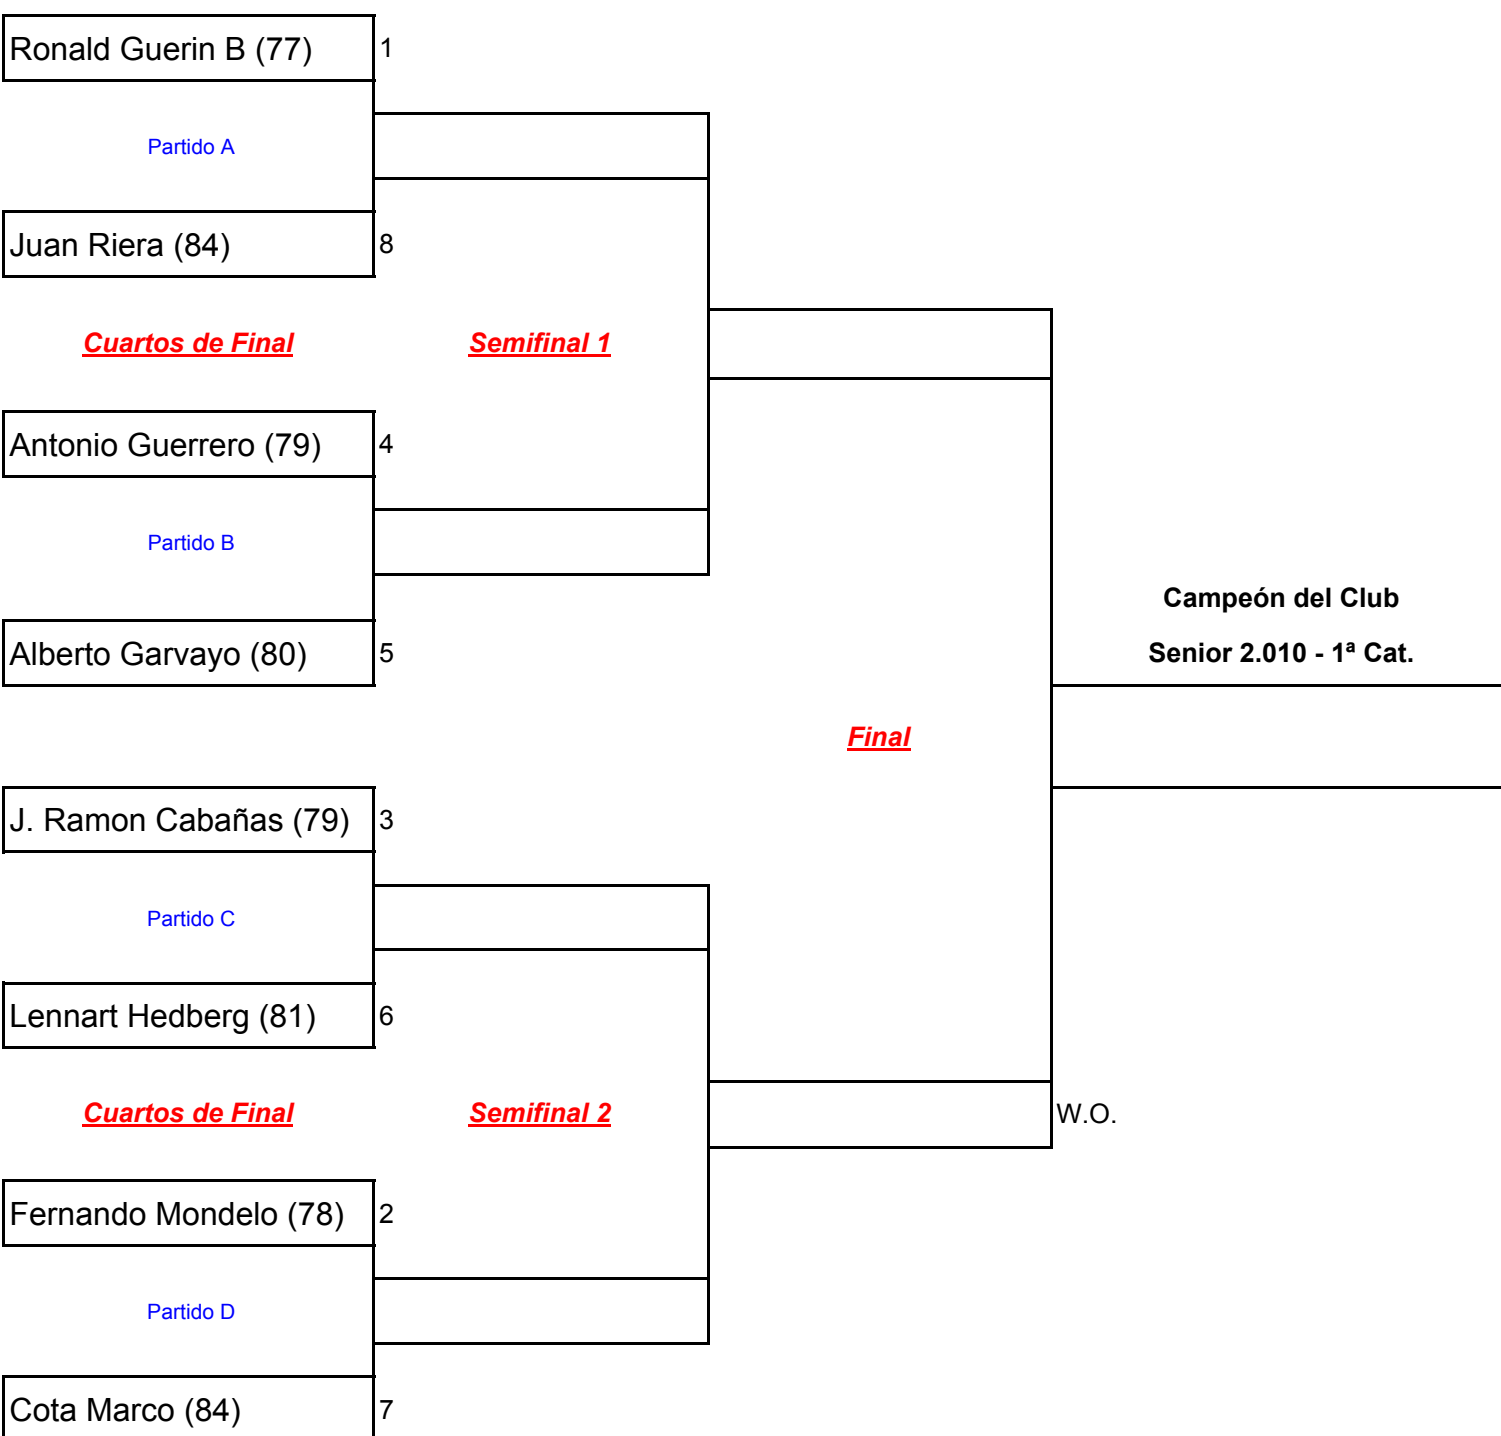 Ronald Guerin B (77) 1
Partido A
Juan Riera (84) 8
Cuartos de Final Semifinal 1
Antonio Guerrero (79) 4
Partido B
Campeón del Club
Alberto Garvayo (80) 5 Senior 2.010 - 1ª Cat.
Final
J. Ramon Cabañas (79) 3
Partido C
Lennart Hedberg (81) 6
Cuartos de Final Semifinal 2 W.O.
Fernando Mondelo (78) 2
Partido D
Cota Marco (84) 7